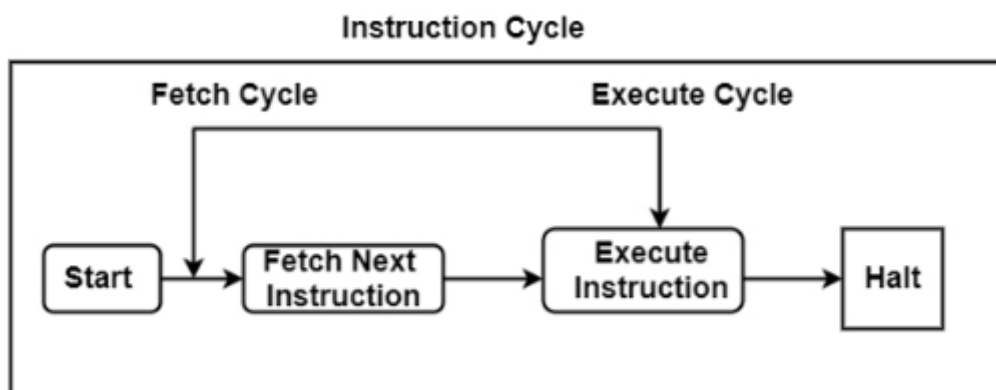 Instruction Cycle
Fetch Cycle
Execute Cycle
Start
Fetch Next
Instruction
Execute
Instruction
Halt